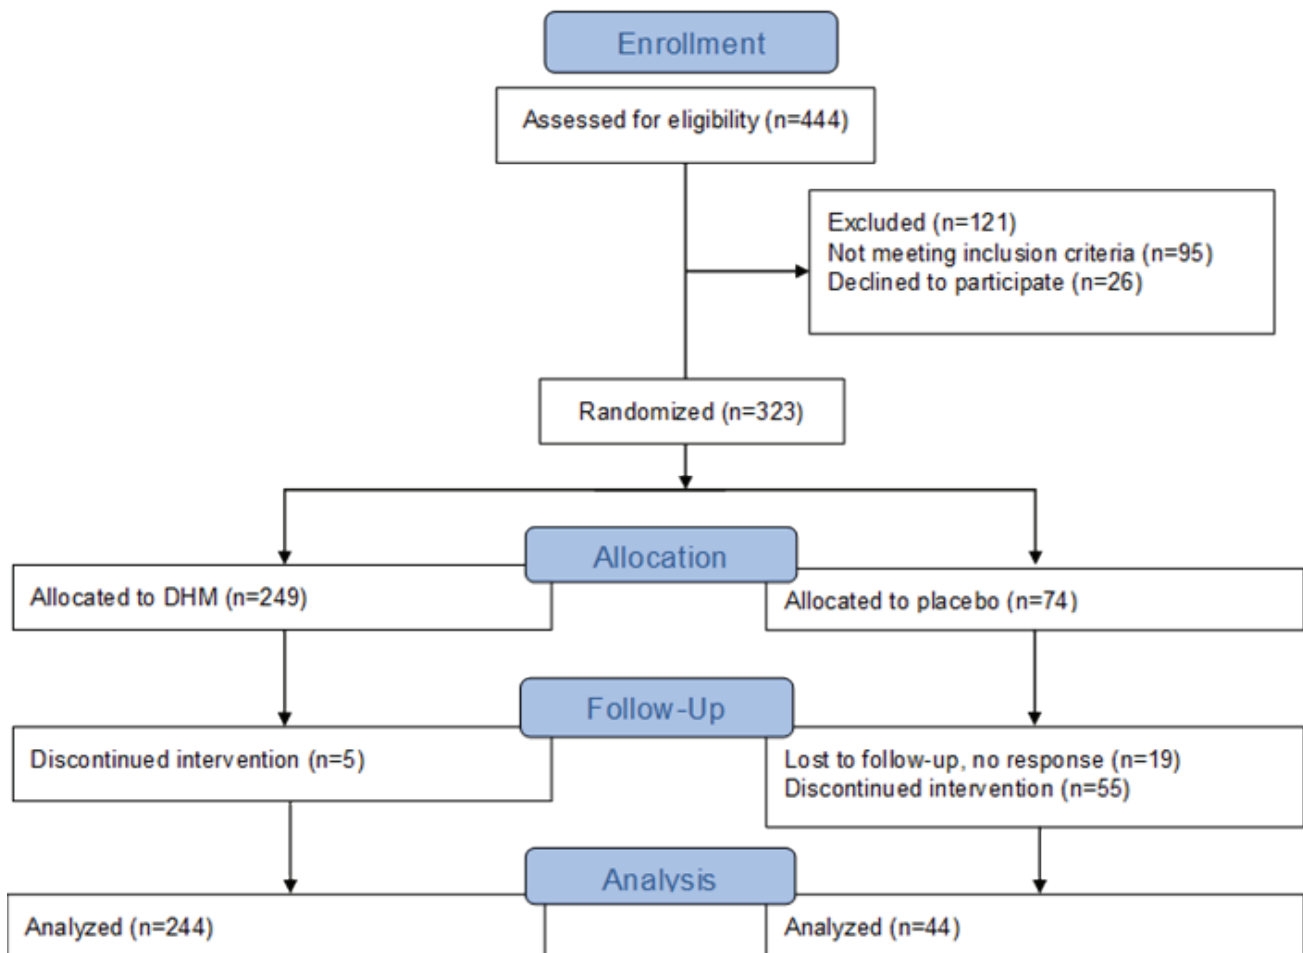 Enrollment
Assessed for eligibility (n=444)
Excluded (n=121)
Not meeting inclusion criteria (n=95)
Declined to participate (n=26)
Randomized (n=323)
Allocation
Allocated to DHM (n=249)
Allocated to placebo (n=74)
Follow-Up
Discontinued intervention (n=5)
Lost to follow-up, no response (n=19)
Discontinued intervention (n=55)
Analysis
Analyzed (n=244)
Analyzed (n=44)